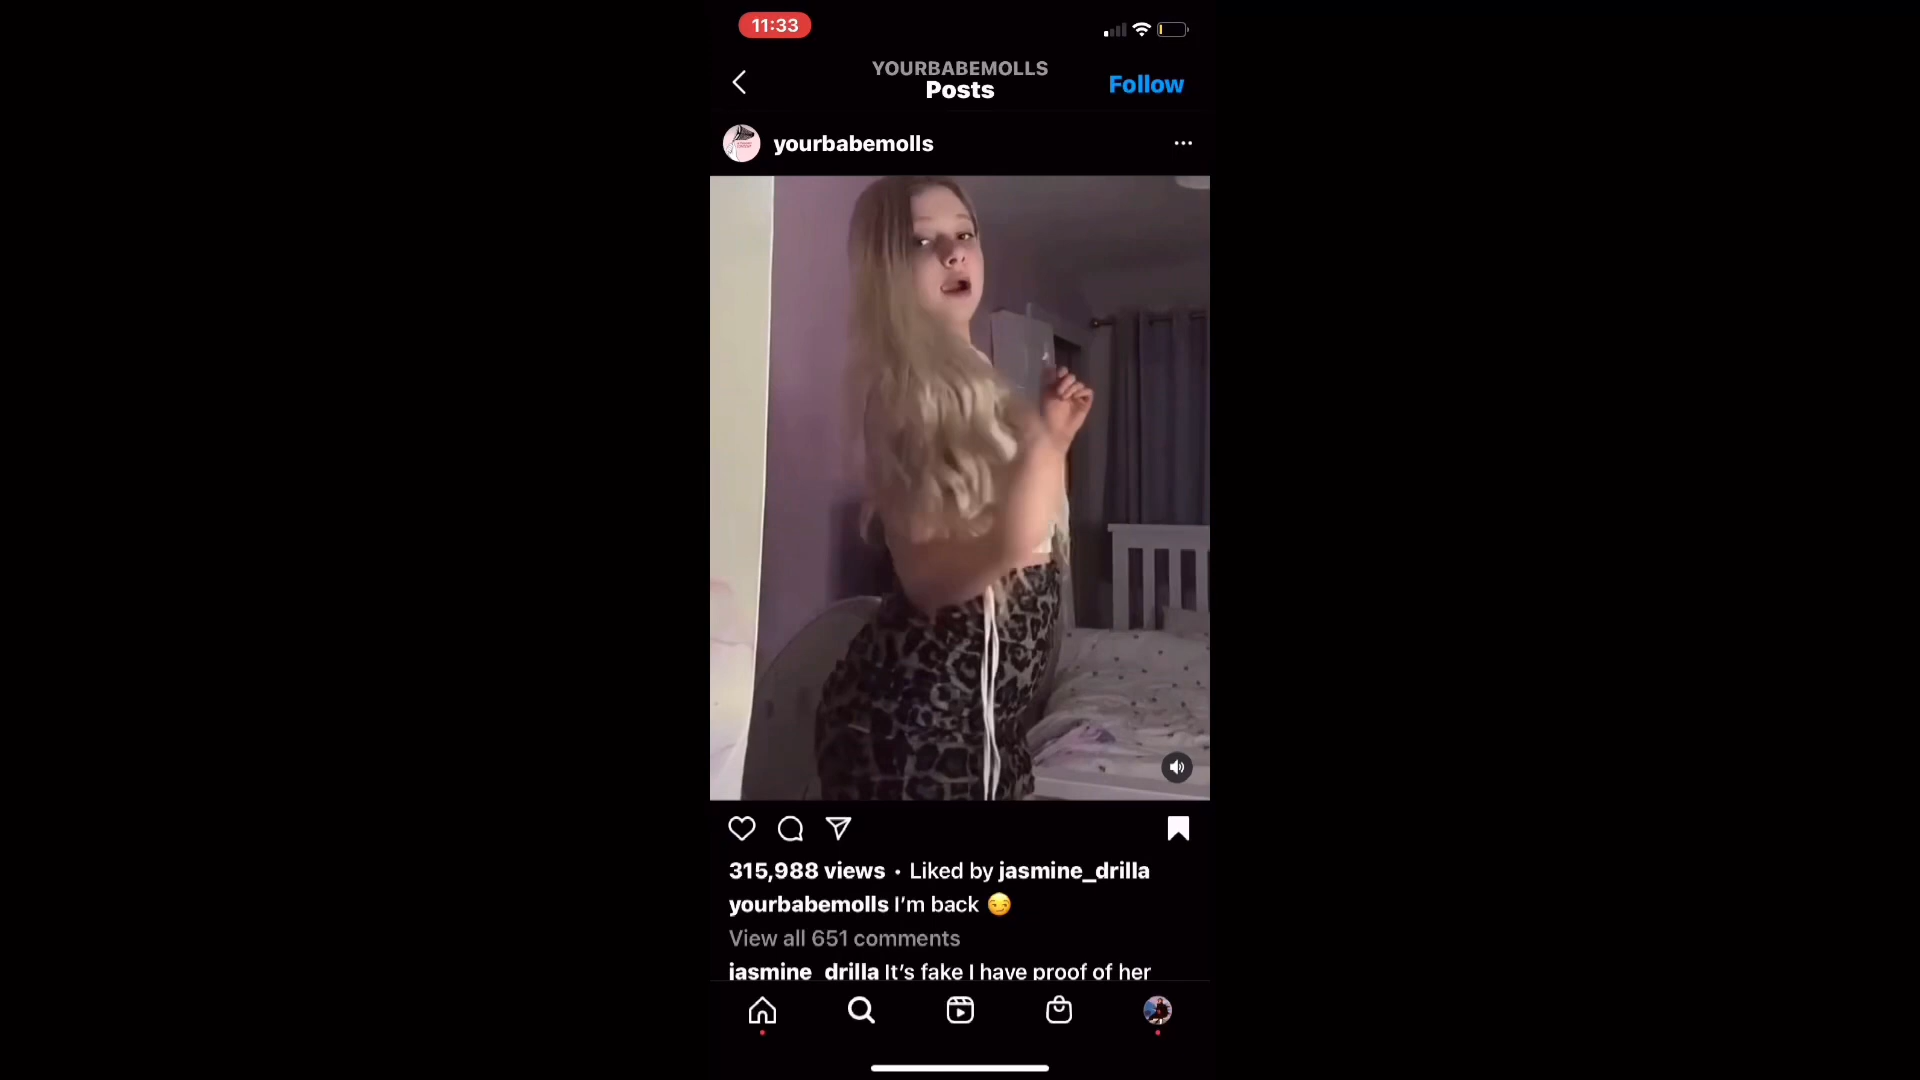 11:33
YOURBABEMOLLS
Posts
Follow
yourbabemolls
315,988 views • Liked by jasmine_drilla
yourbabemolls I'm back 😏
View all 651 comments
jasmine_drilla It's fake I have proof of her